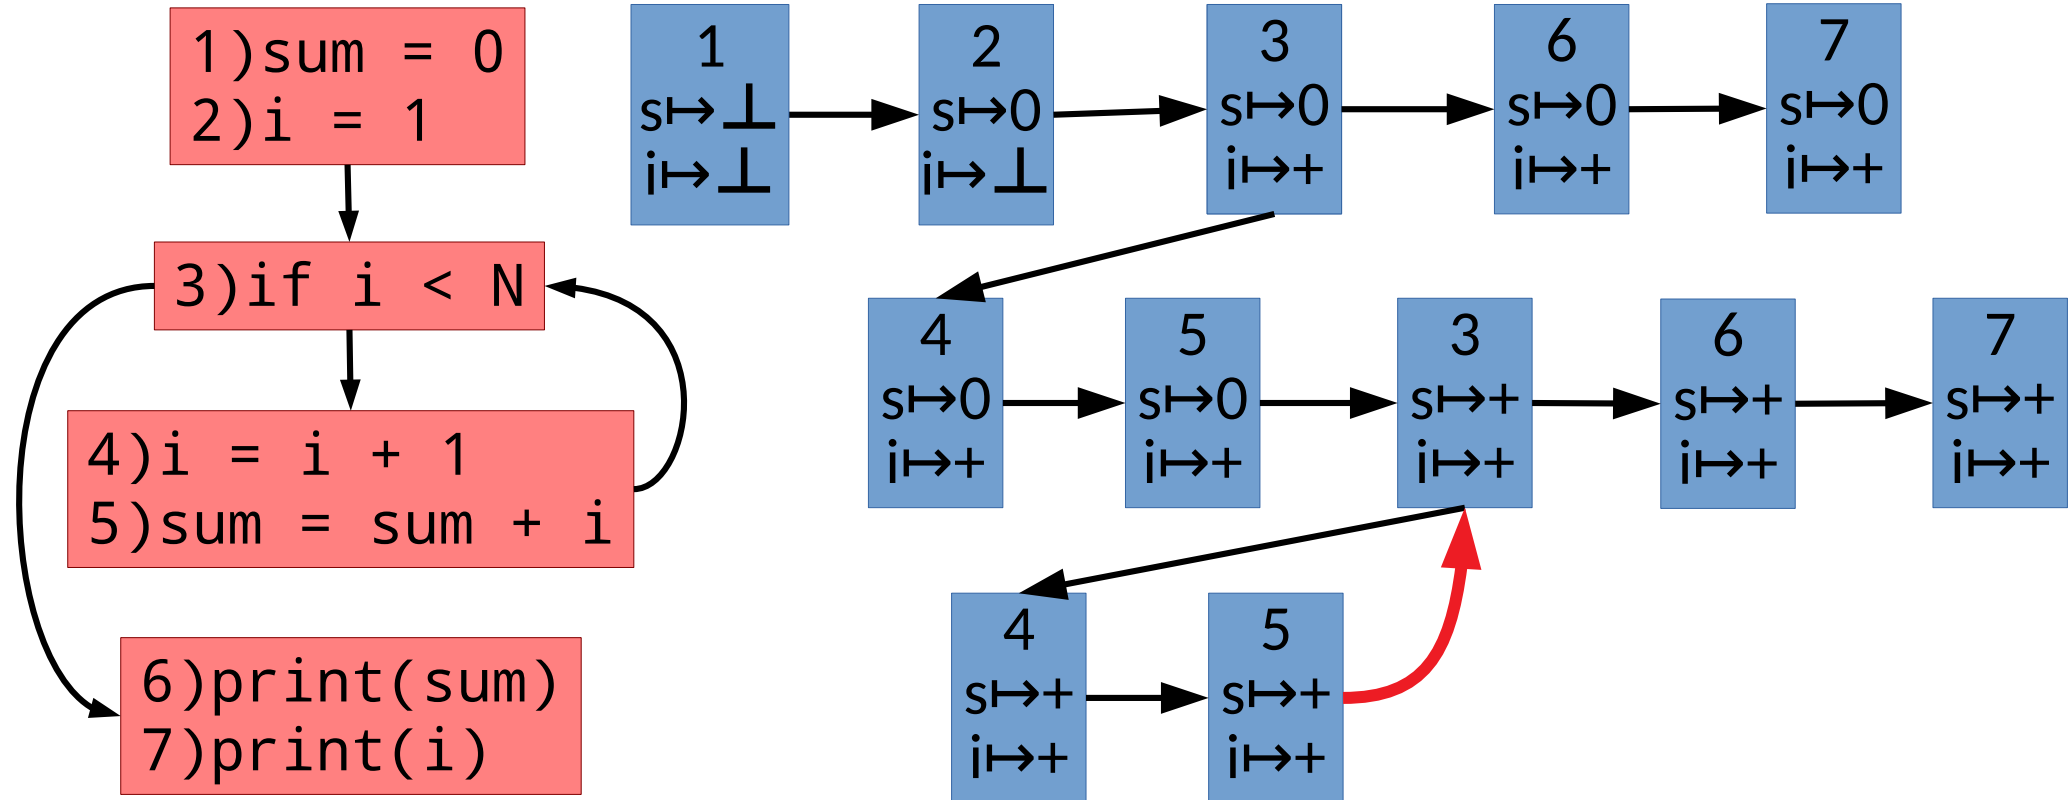 1)sum = 0
2)i = 1
3)if i < N
4)i = i + 1
5)sum = sum + i
6)print(sum)
7)print(i)
1
s↦⊥
i↦⊥
2
s↦0
i↦⊥
3
s↦0
i↦+
6
s↦0
i↦+
7
s↦0
i↦+
4
s↦0
i↦+
5
s↦0
i↦+
3
s↦+
i↦+
6
s↦+
i↦+
7
s↦+
i↦+
4
s↦+
i↦+
5
s↦+
i↦+